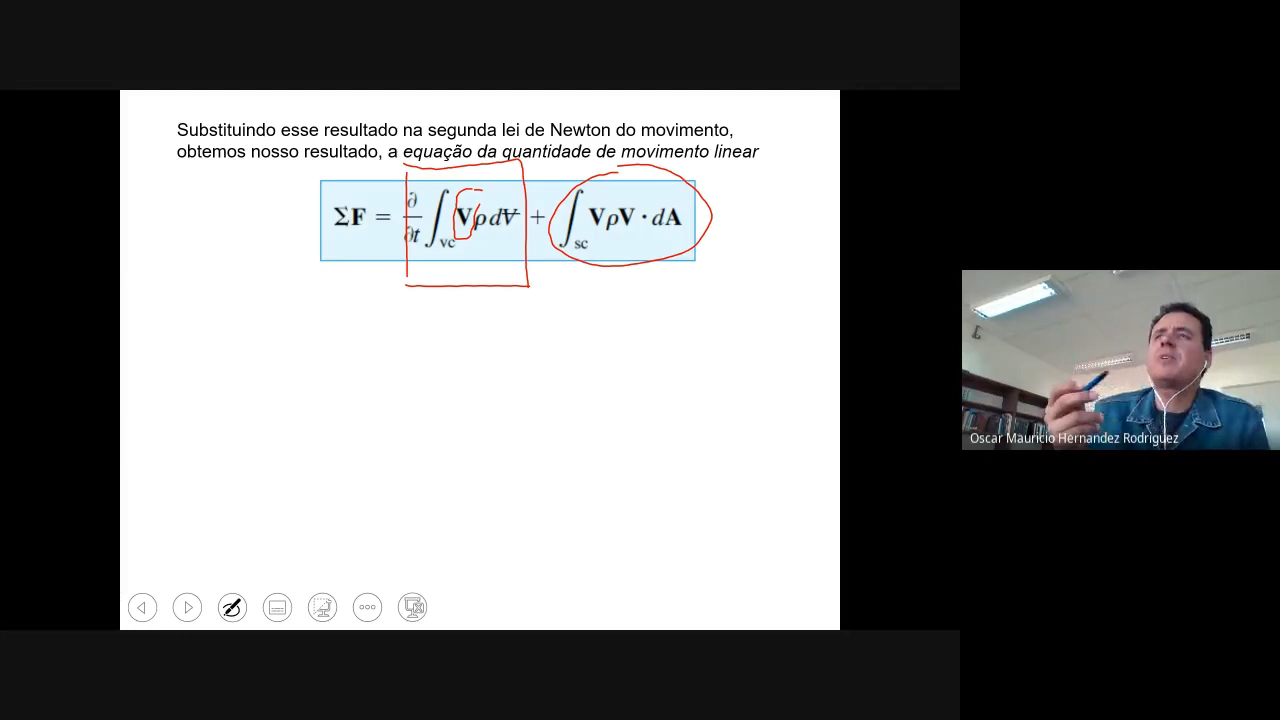 Substituindo esse resultado na segunda lei de Newton do movimento,
obtemos nosso resultado, a equação da quantidade de movimento linear
ΣF = ∂/∂t ∫vc Vρ dV̶ + ∫sc VρV · dA
Oscar Mauricio Hernandez Rodriguez